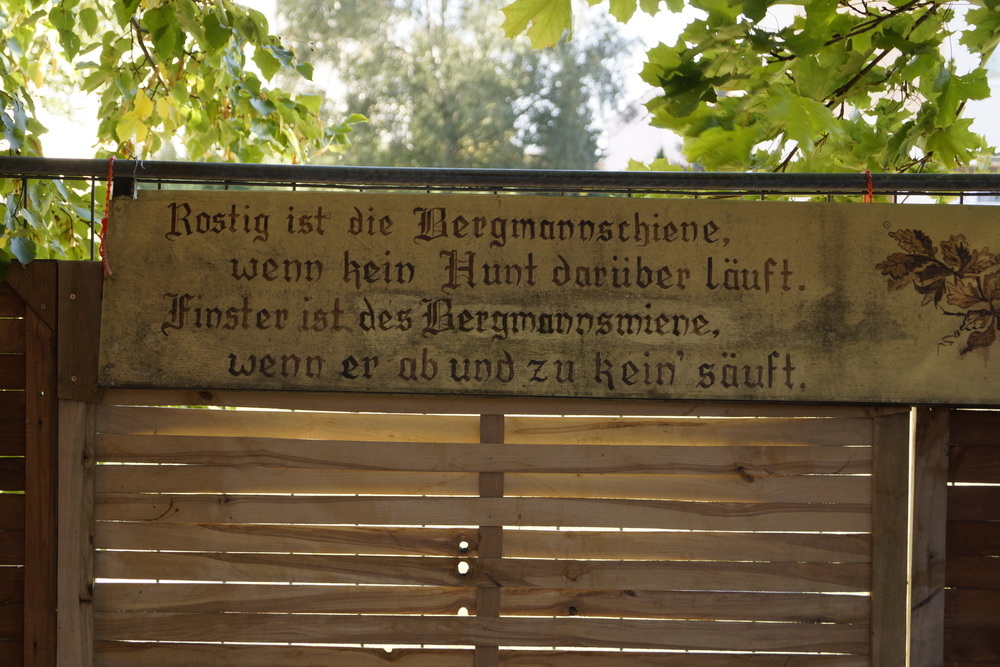 Rostig ist die Bergmannschiene,
wenn kein Hunt darüber läuft.
Finster ist des Bergmannsmiene,
wenn er ab und zu kein' säuft.